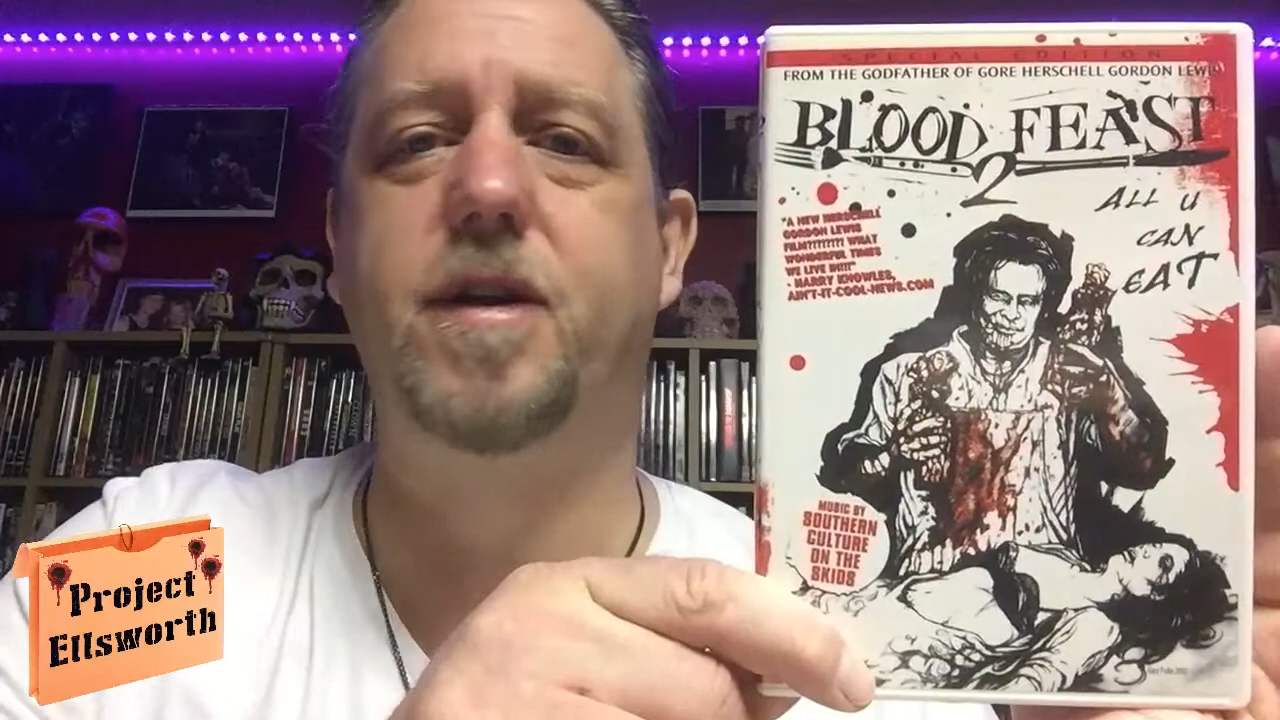 SPECIAL EDITION
FROM THE GODFATHER OF GORE HERSCHELL GORDON LEWIS
BLOOD FEAST
2
ALL U
CAN
EAT
"A NEW HERSCHELL
GORDON LEWIS
FILM???????? WHAT
WONDERFUL TIMES
WE LIVE IN!!!"
- HARRY KNOWLES,
AIN'T-IT-COOL-NEWS.COM
MUSIC BY
SOUTHERN
CULTURE
ON THE
SKIDS
Project
Ellsworth